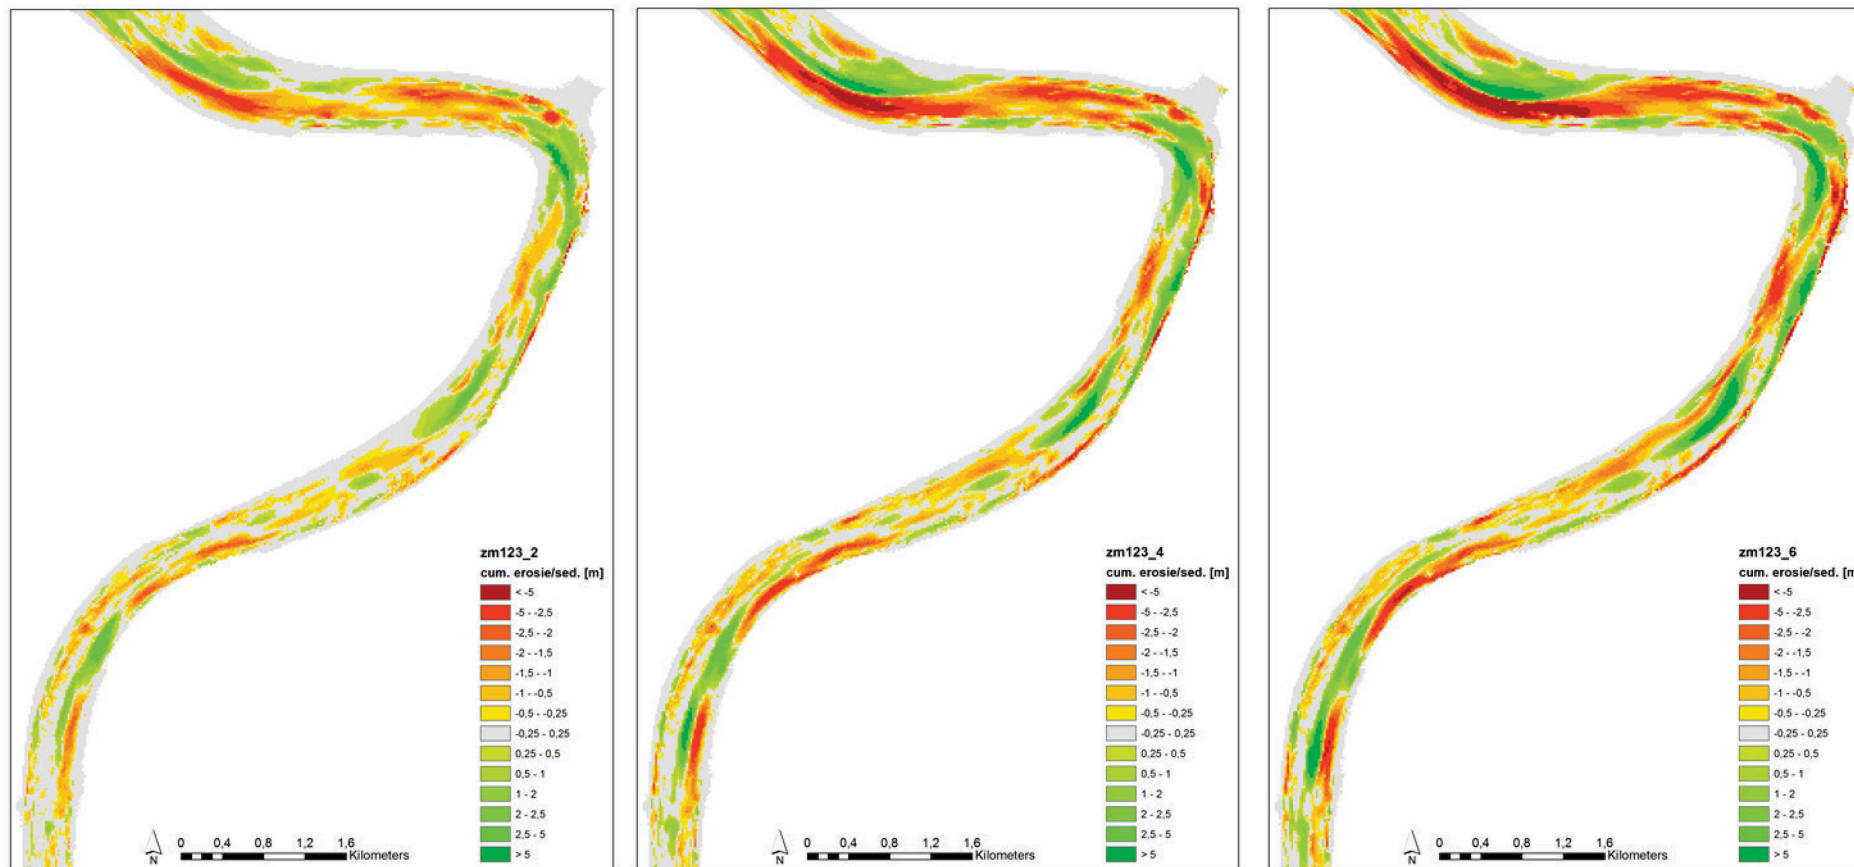 zm123_2
cum. erosie/sed. [m]
< -5
-5 - -2,5
-2,5 - -2
-2 - -1,5
-1,5 - -1
-1 - -0,5
-0,5 - -0,25
-0,25 - 0,25
0,25 - 0,5
0,5 - 1
1 - 2
2 - 2,5
2,5 - 5
> 5
N
0 0,4 0,8 1,2 1,6
Kilometers
zm123_4
cum. erosie/sed. [m]
< -5
-5 - -2,5
-2,5 - -2
-2 - -1,5
-1,5 - -1
-1 - -0,5
-0,5 - -0,25
-0,25 - 0,25
0,25 - 0,5
0,5 - 1
1 - 2
2 - 2,5
2,5 - 5
> 5
N
0 0,4 0,8 1,2 1,6
Kilometers
zm123_6
cum. erosie/sed. [m
< -5
-5 - -2,5
-2,5 - -2
-2 - -1,5
-1,5 - -1
-1 - -0,5
-0,5 - -0,25
-0,25 - 0,25
0,25 - 0,5
0,5 - 1
1 - 2
2 - 2,5
2,5 - 5
> 5
N
0 0,4 0,8 1,2 1,6
Kilometers